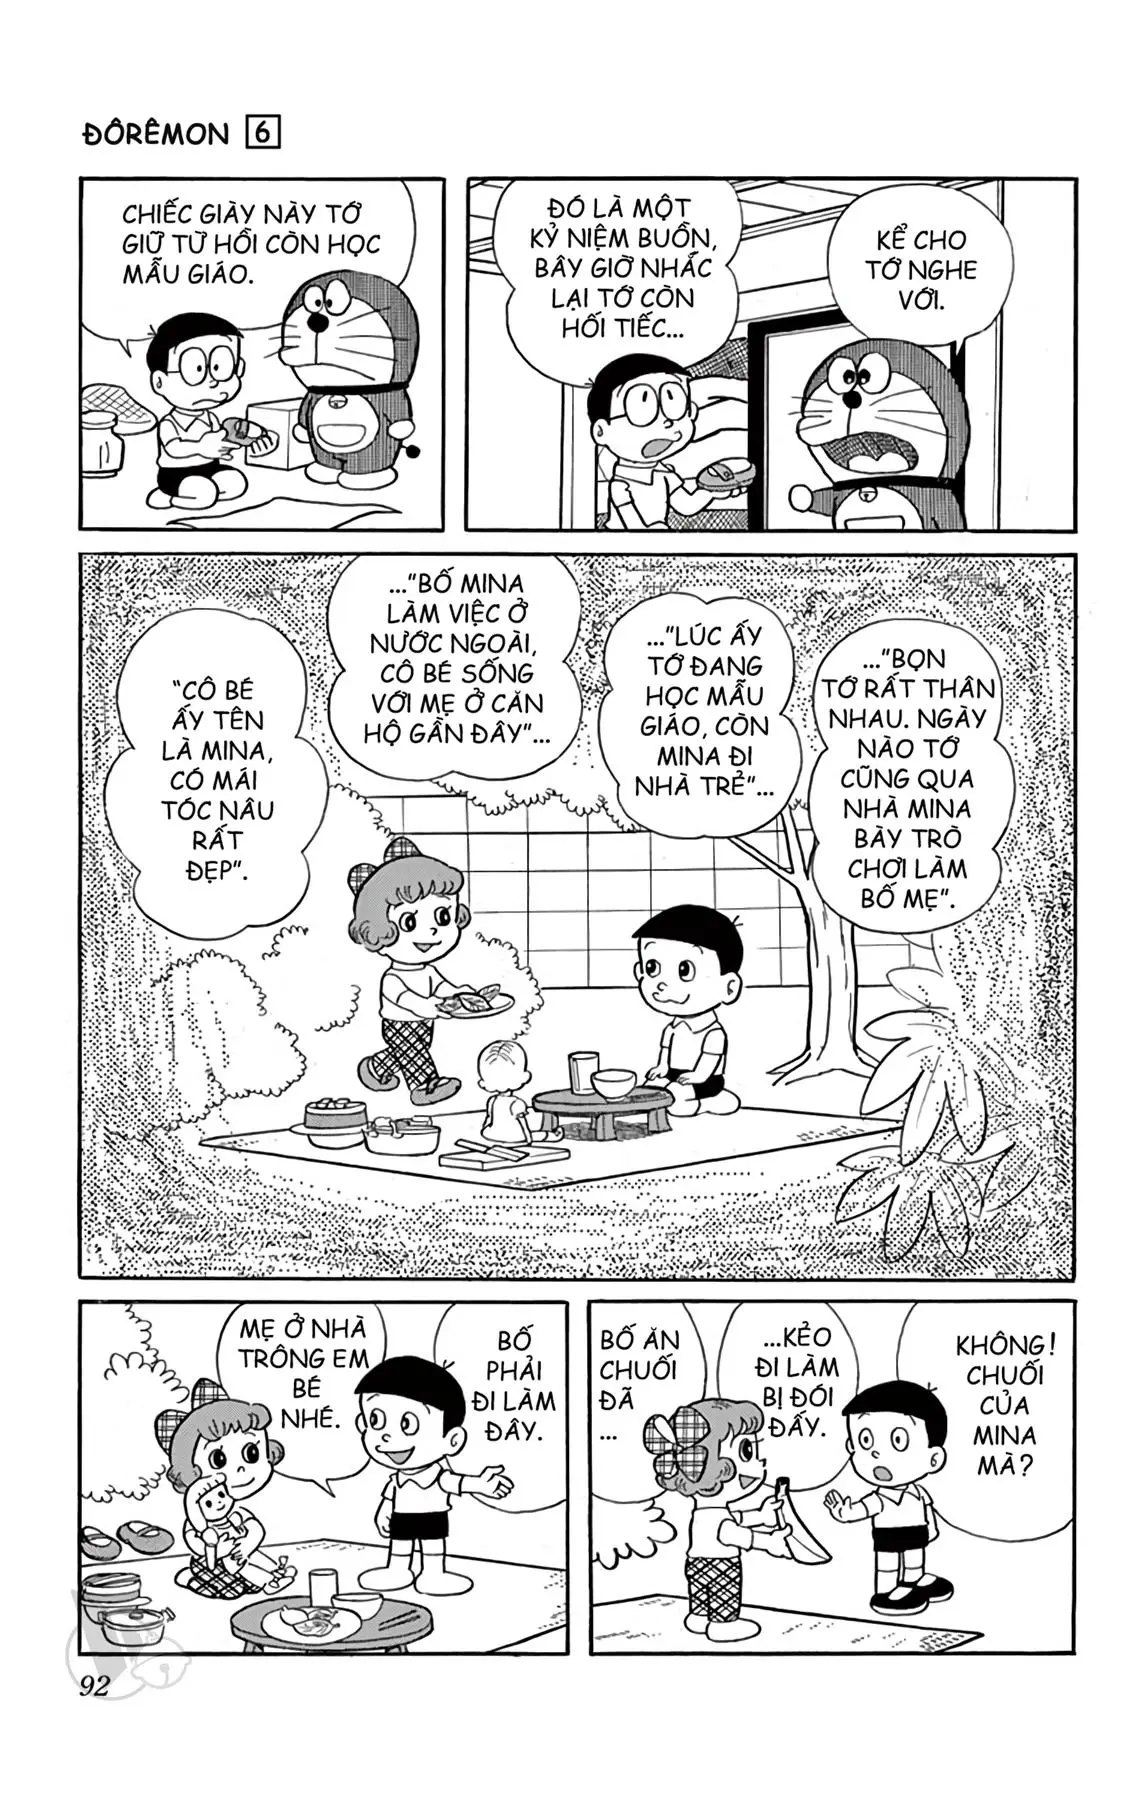 ĐÔRÊMON 6
CHIẾC GIÀY NÀY TỚ
GIỮ TỪ HỒI CÒN HỌC
MẪU GIÁO.
ĐÓ LÀ MỘT
KỶ NIỆM BUỒN,
BÂY GIỜ NHẮC
LẠI TỚ CÒN
HỐI TIẾC...
KỂ CHO
TỚ NGHE
VỚI.
"CÔ BÉ
ẤY TÊN
LÀ MINA,
CÓ MÁI
TÓC NÂU
RẤT
ĐẸP".
..."BỐ MINA
LÀM VIỆC Ở
NƯỚC NGOÀI,
CÔ BÉ SỐNG
VỚI MẸ Ở CĂN
HỘ GẦN ĐÂY"...
..."LÚC ẤY
TỚ ĐANG
HỌC MẪU
GIÁO, CÒN
MINA ĐI
NHÀ TRẺ"...
..."BỌN
TỚ RẤT THÂN
NHAU. NGÀY
NÀO TỚ
CŨNG QUA
NHÀ MINA
BÀY TRÒ
CHƠI LÀM
BỐ MẸ".
MẸ Ở NHÀ
TRÔNG EM
BÉ
NHÉ.
BỐ
PHẢI
ĐI LÀM
ĐÂY.
BỐ ĂN
CHUỐI
ĐÃ
...
...KẺO
ĐI LÀM
BỊ ĐÓI
ĐẤY.
KHÔNG!
CHUỐI
CỦA
MINA
MÀ?
92